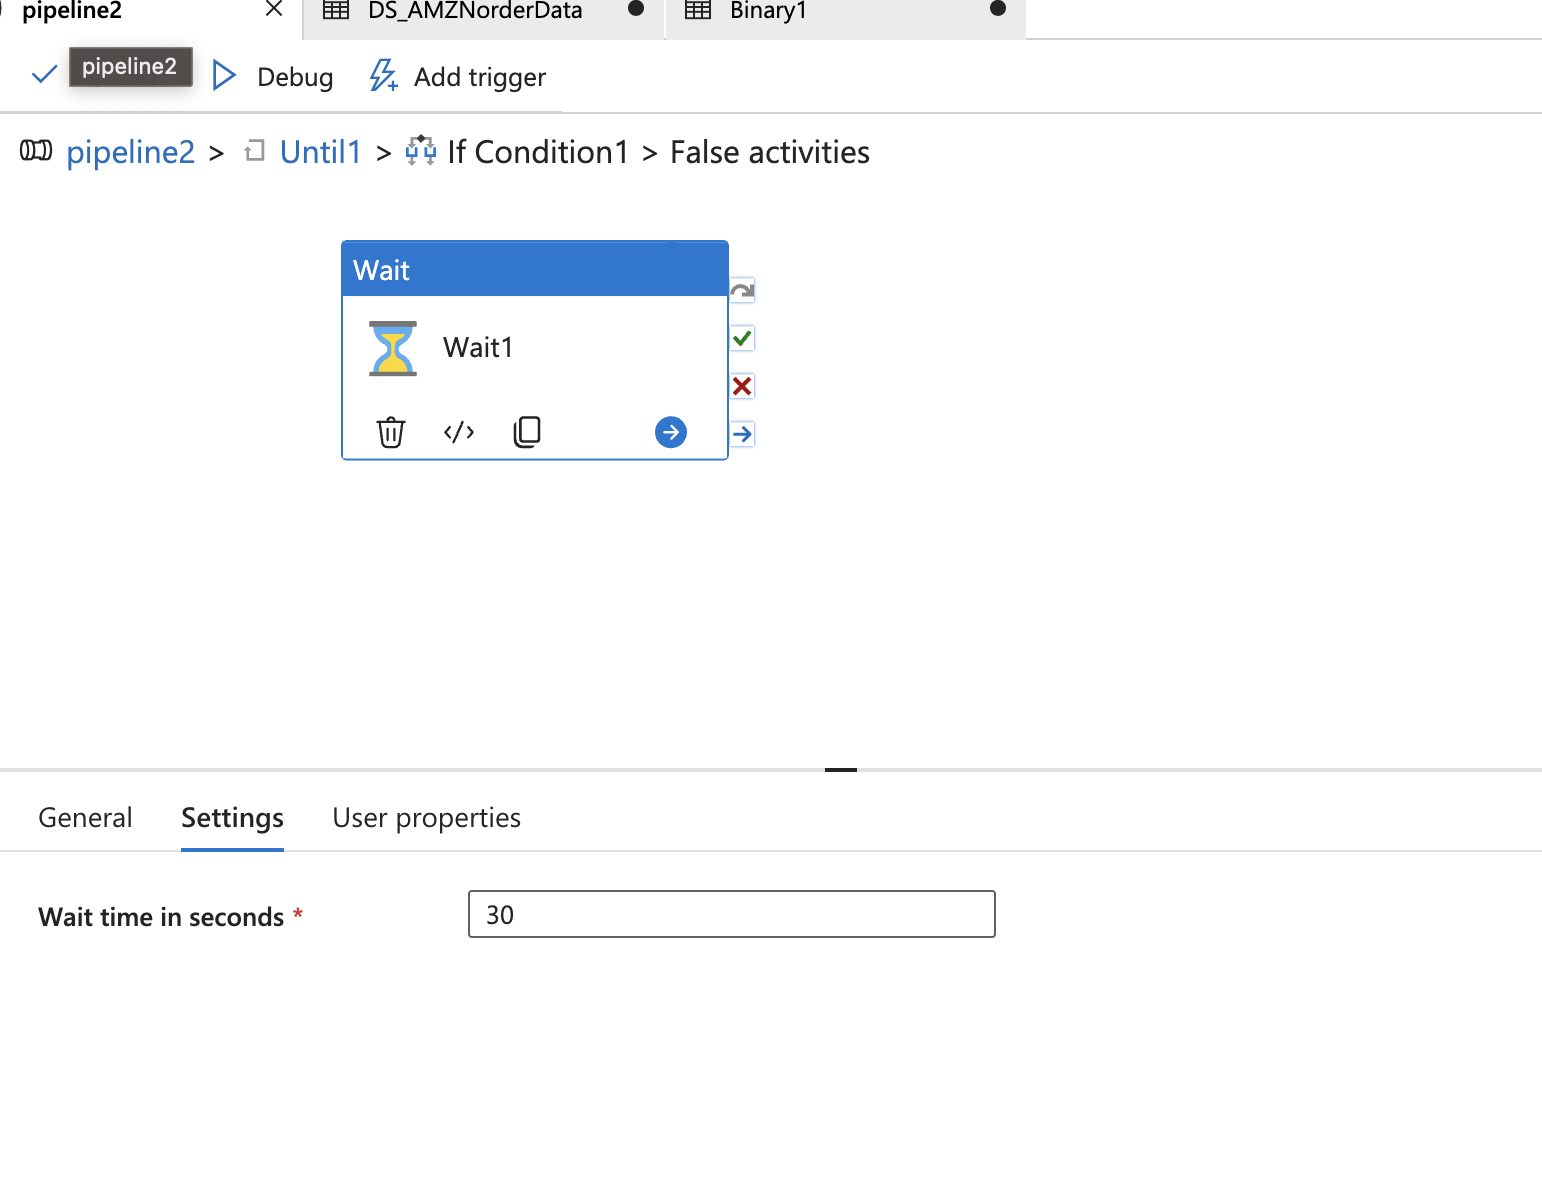 pipeline2 DS_AMZNorderData Binary1
pipeline2 Debug Add trigger
pipeline2 > Until1 > If Condition1 > False activities
Wait
Wait1
General Settings User properties
Wait time in seconds * 30